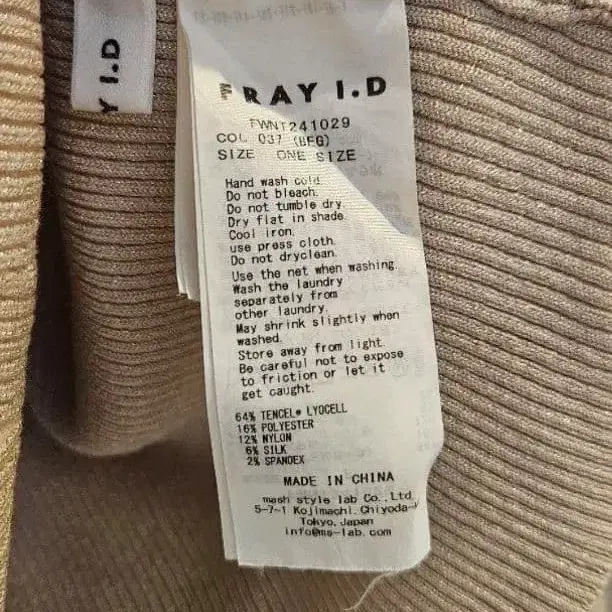 Y I.D
FRAY I.D
FWNT241029
COL 037 (BEG)
SIZE ONE SIZE
Hand wash cold.
Do not bleach.
Do not tumble dry.
Dry flat in shade.
Cool iron.
use press cloth.
Do not dryclean.
Use the net when washing.
Wash the laundry
separately from
other laundry.
May shrink slightly when
washed.
Store away from light.
Be careful not to expose
to friction or let it
get caught.
64% TENCEL® LYOCELL
16% POLYESTER
12% NYLON
6% SILK
2% SPANDEX
MADE IN CHINA
mash style lab Co.,Ltd
5-7-1 Kojimachi.Chiyoda-
Tokyo.Japan
info@ms-lab.com